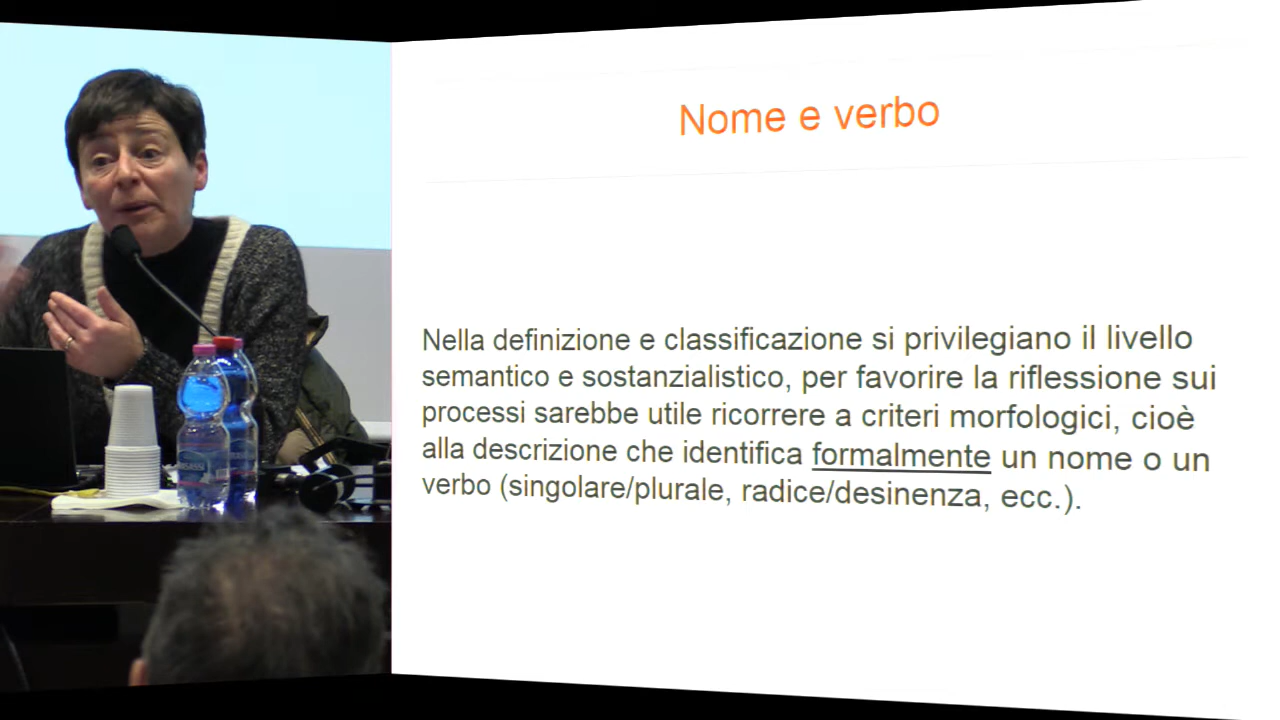 Nome e verbo
Nella definizione e classificazione si privilegiano il livello
semantico e sostanzialistico, per favorire la riflessione sui
processi sarebbe utile ricorrere a criteri morfologici, cioè
alla descrizione che identifica formalmente un nome o un
verbo (singolare/plurale, radice/desinenza, ecc.).